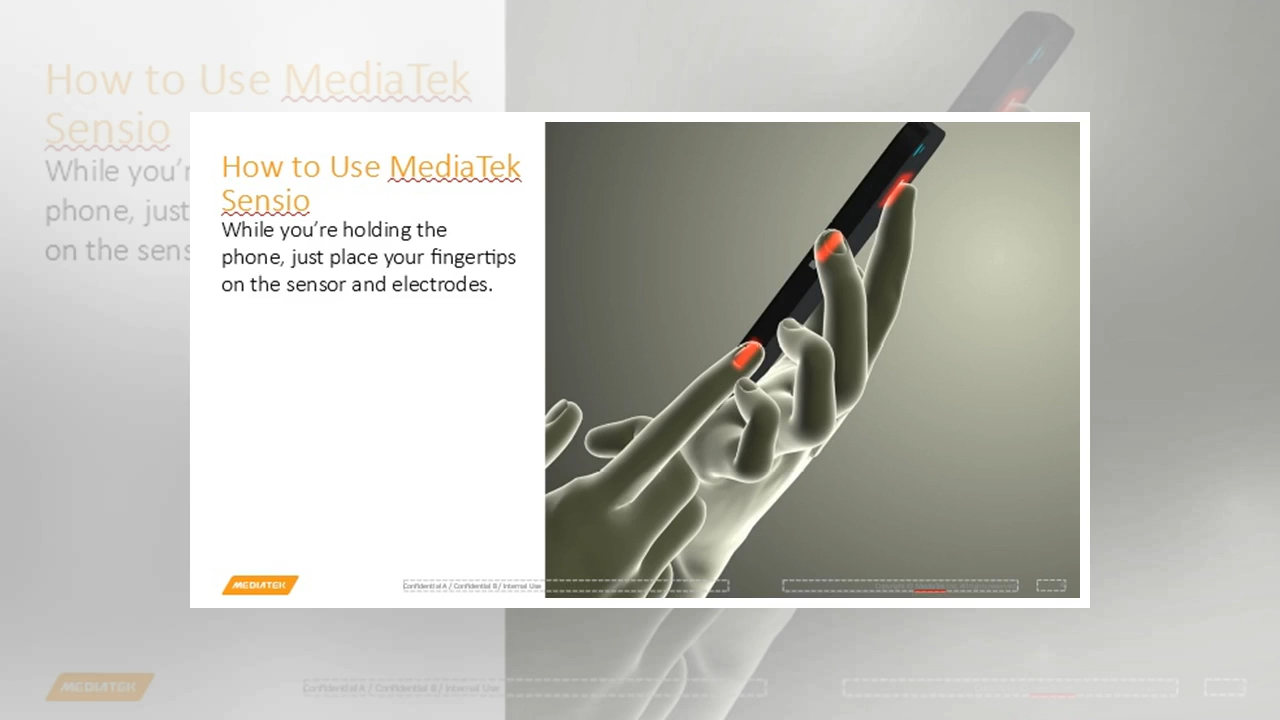 How to Use MediaTek
Sensio
While you're holding the
phone, just place your fingertips
on the sensor and electrodes.
MEDIATEK
Confidential A / Confidential B / Internal Use